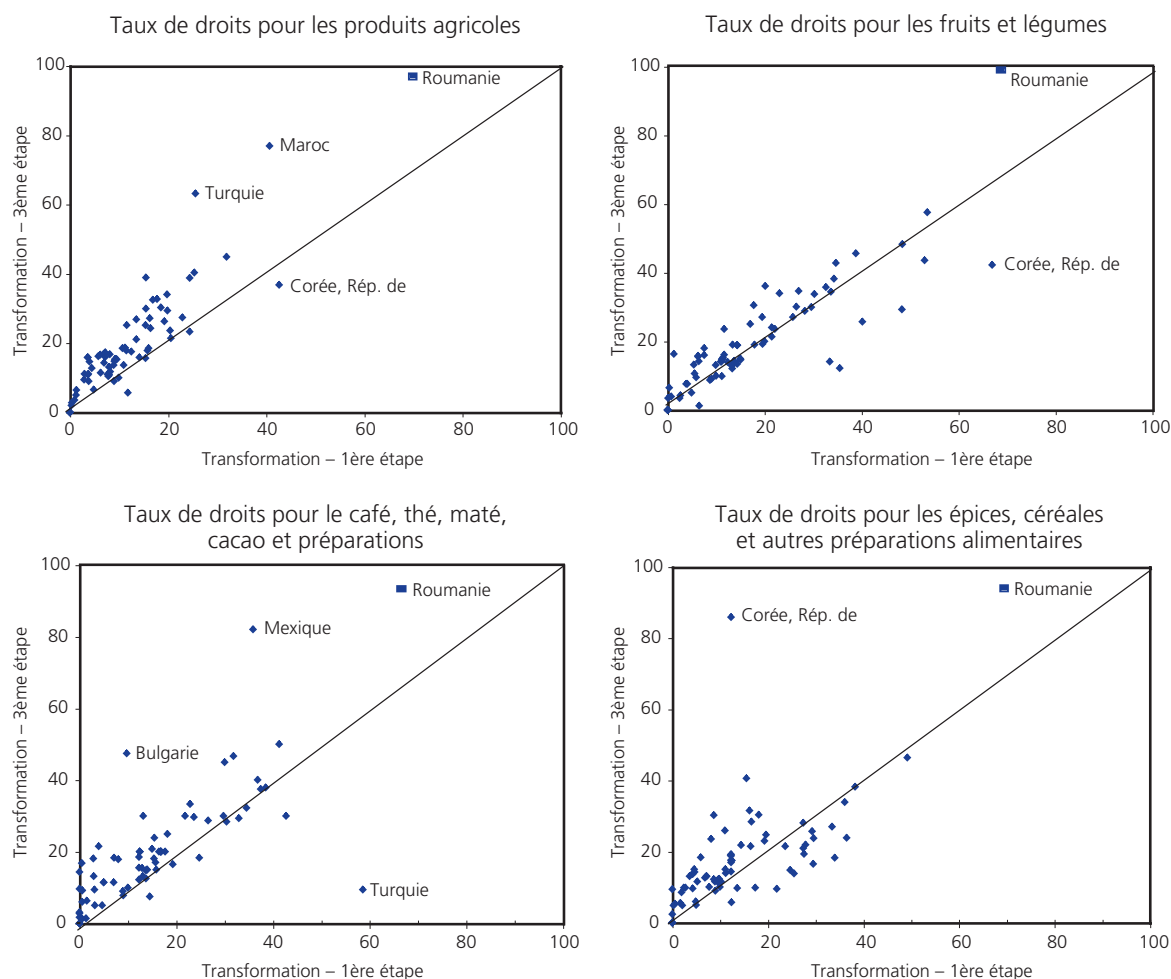 Taux de droits pour les produits agricoles
100
80
60
40
20
0
Transformation – 3ème étape
Roumanie
Maroc
Turquie
Corée, Rép. de
0 20 40 60 80 100
Transformation – 1ère étape
Taux de droits pour les fruits et légumes
100
80
60
40
20
0
Transformation – 3ème étape
Roumanie
Corée, Rép. de
0 20 40 60 80 100
Transformation – 1ère étape
Taux de droits pour le café, thé, maté,
cacao et préparations
100
80
60
40
20
0
Transformation – 3ème étape
Roumanie
Mexique
Bulgarie
Turquie
0 20 40 60 80 100
Transformation – 1ère étape
Taux de droits pour les épices, céréales
et autres préparations alimentaires
100
80
60
40
20
0
Transformation – 3ème étape
Roumanie
Corée, Rép. de
0 20 40 60 80 100
Transformation – 1ère étape